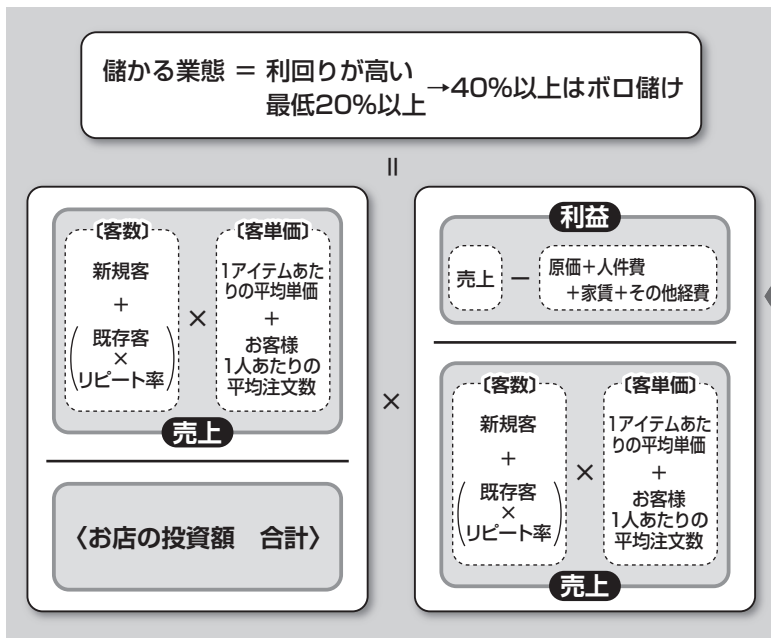 儲かる業態 = 利回りが高い
最低20%以上→40%以上はボロ儲け
=
〔客数〕
新規客
+
(既存客
×
リピート率)
×
〔客単価〕
1アイテムあた
りの平均単価
+
お客様
1人あたりの
平均注文数
売上
〈お店の投資額 合計〉
×
利益
売上
−
原価+人件費
+家賃+その他経費
〔客数〕
新規客
+
(既存客
×
リピート率)
×
〔客単価〕
1アイテムあた
りの平均単価
+
お客様
1人あたりの
平均注文数
売上